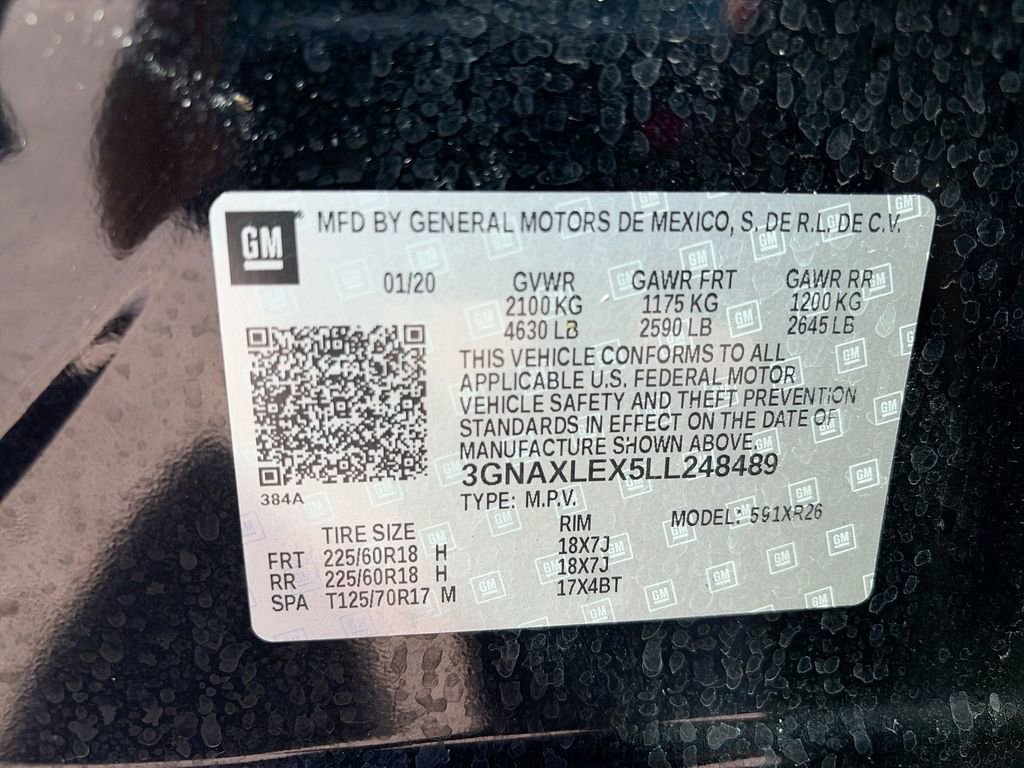 GM® MFD BY GENERAL MOTORS DE MEXICO, S. DE R.L. DE C.V.
01/20 GVWR GAWR FRT GAWR RR
2100 KG 1175 KG 1200 KG
4630 LB 2590 LB 2645 LB
THIS VEHICLE CONFORMS TO ALL
APPLICABLE U.S. FEDERAL MOTOR
VEHICLE SAFETY AND THEFT PREVENTION
STANDARDS IN EFFECT ON THE DATE OF
MANUFACTURE SHOWN ABOVE.
3GNAXLEX5LL248489
384A
TYPE: M.P.V. MODEL: 591XR26
TIRE SIZE RIM
FRT 225/60R18 H 18X7J
RR 225/60R18 H 18X7J
SPA T125/70R17 M 17X4BT